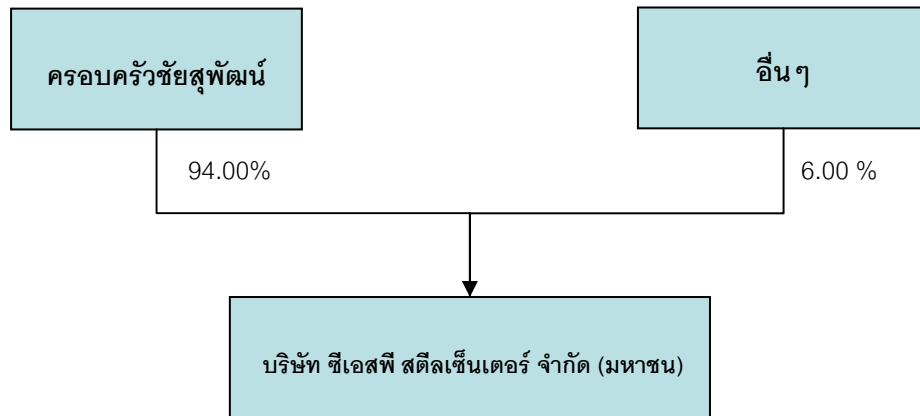 ครอบครัวชัยสุพัฒน์
อื่นๆ
94.00%
6.00 %
บริษัท ซีเอสพี สตีลเซ็นเตอร์ จำกัด (มหาชน)